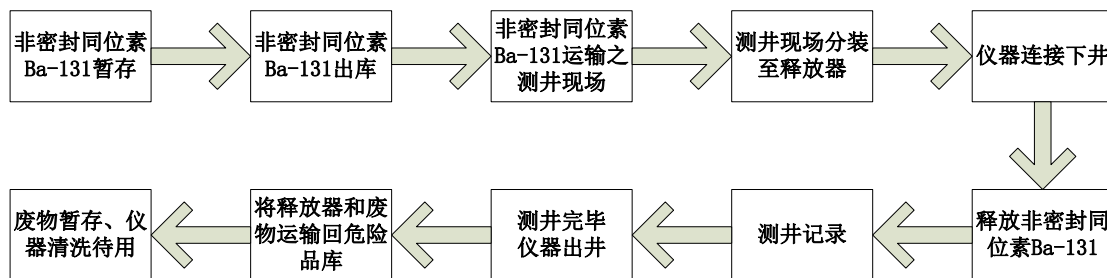 非密封同位素
Ba-131暂存
非密封同位素
Ba-131出库
非密封同位素
Ba-131运输之
测井现场
测井现场分装
至释放器
仪器连接下井
释放非密封同
位素Ba-131
测井记录
测井完毕
仪器出井
将释放器和废
物运输回危险
品库
废物暂存、仪
器清洗待用